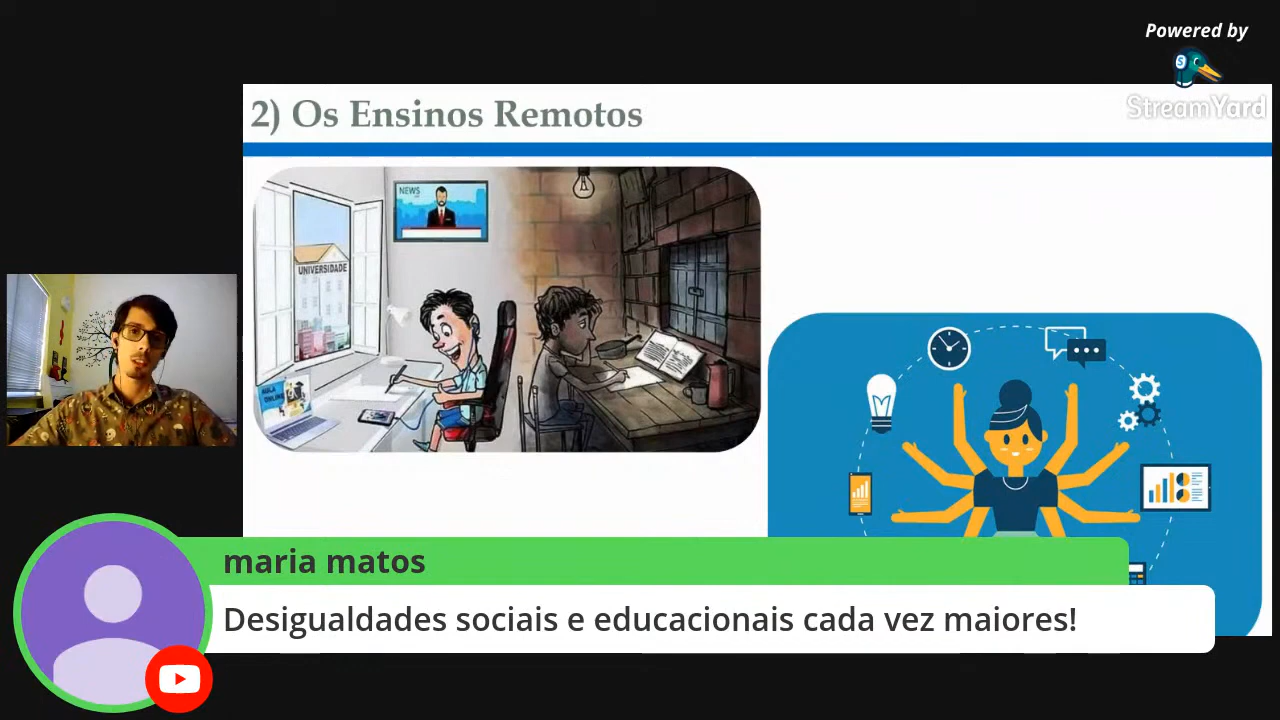 Powered by
StreamYard
2) Os Ensinos Remotos
NEWS
UNIVERSIDADE
AULA
ONLINE
maria matos
Desigualdades sociais e educacionais cada vez maiores!